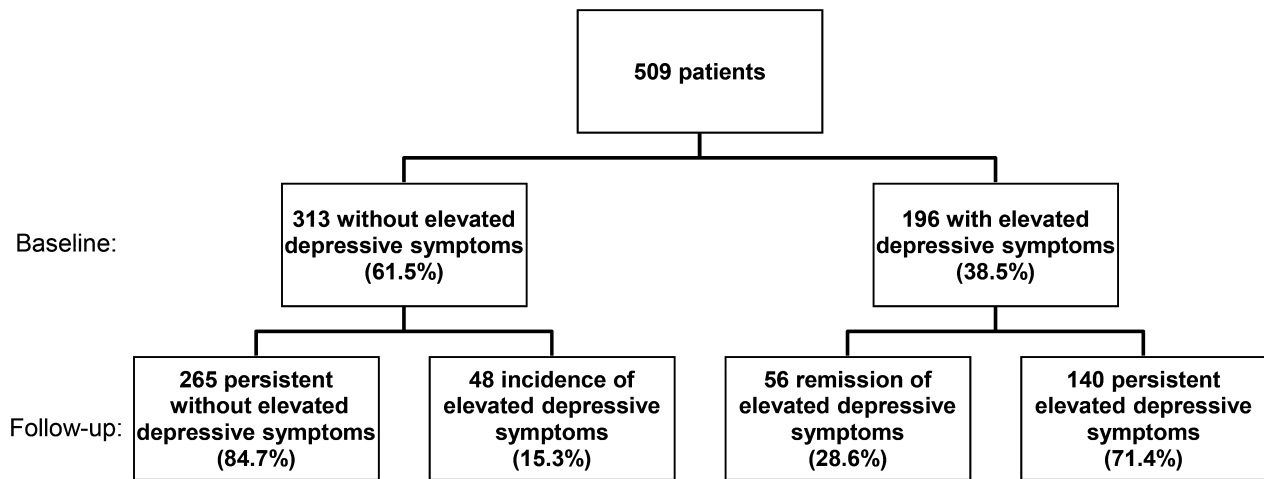 509 patients
Baseline:
313 without elevated
depressive symptoms
(61.5%)
196 with elevated
depressive symptoms
(38.5%)
Follow-up:
265 persistent
without elevated
depressive symptoms
(84.7%)
48 incidence of
elevated depressive
symptoms
(15.3%)
56 remission of
elevated depressive
symptoms
(28.6%)
140 persistent
elevated depressive
symptoms
(71.4%)